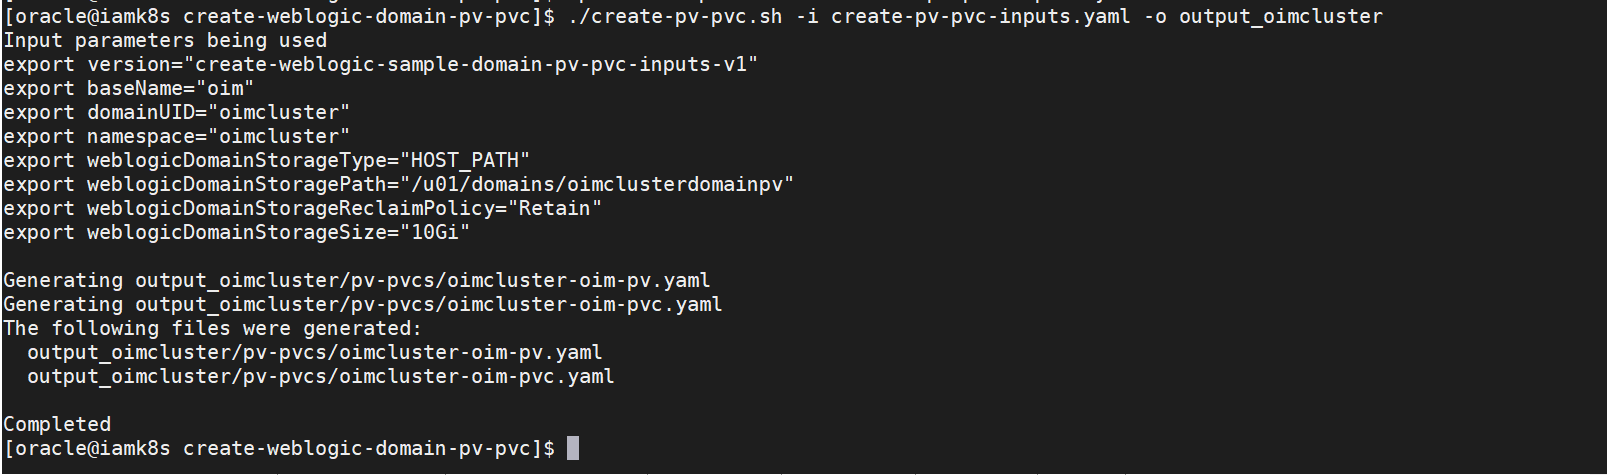 [oracle@iamk8s create-weblogic-domain-pv-pvc]$ ./create-pv-pvc.sh -i create-pv-pvc-inputs.yaml -o output_oimcluster
Input parameters being used
export version="create-weblogic-sample-domain-pv-pvc-inputs-v1"
export baseName="oim"
export domainUID="oimcluster"
export namespace="oimcluster"
export weblogicDomainStorageType="HOST_PATH"
export weblogicDomainStoragePath="/u01/domains/oimclusterdomainpv"
export weblogicDomainStorageReclaimPolicy="Retain"
export weblogicDomainStorageSize="10Gi"

Generating output_oimcluster/pv-pvcs/oimcluster-oim-pv.yaml
Generating output_oimcluster/pv-pvcs/oimcluster-oim-pvc.yaml
The following files were generated:
  output_oimcluster/pv-pvcs/oimcluster-oim-pv.yaml
  output_oimcluster/pv-pvcs/oimcluster-oim-pvc.yaml

Completed
[oracle@iamk8s create-weblogic-domain-pv-pvc]$